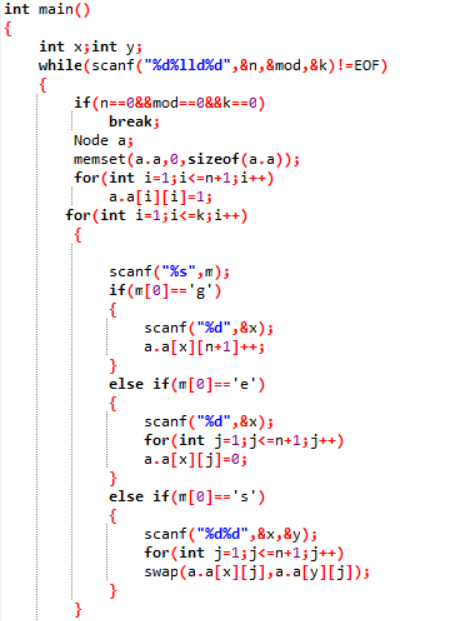 int main()
{
int x;int y;
while(scanf("%d%lld%d",&n,&mod,&k)!=EOF)
{
if(n==0&&mod==0&&k==0)
break;
Node a;
memset(a.a,0,sizeof(a.a));
for(int i=1;i<=n+1;i++)
a.a[i][i]=1;
for(int i=1;i<=k;i++)
{
scanf("%s",m);
if(m[0]=='g')
{
scanf("%d",&x);
a.a[x][n+1]++;
}
else if(m[0]=='e')
{
scanf("%d",&x);
for(int j=1;j<=n+1;j++)
a.a[x][j]=0;
}
else if(m[0]=='s')
{
scanf("%d%d",&x,&y);
for(int j=1;j<=n+1;j++)
swap(a.a[x][j],a.a[y][j]);
}
}